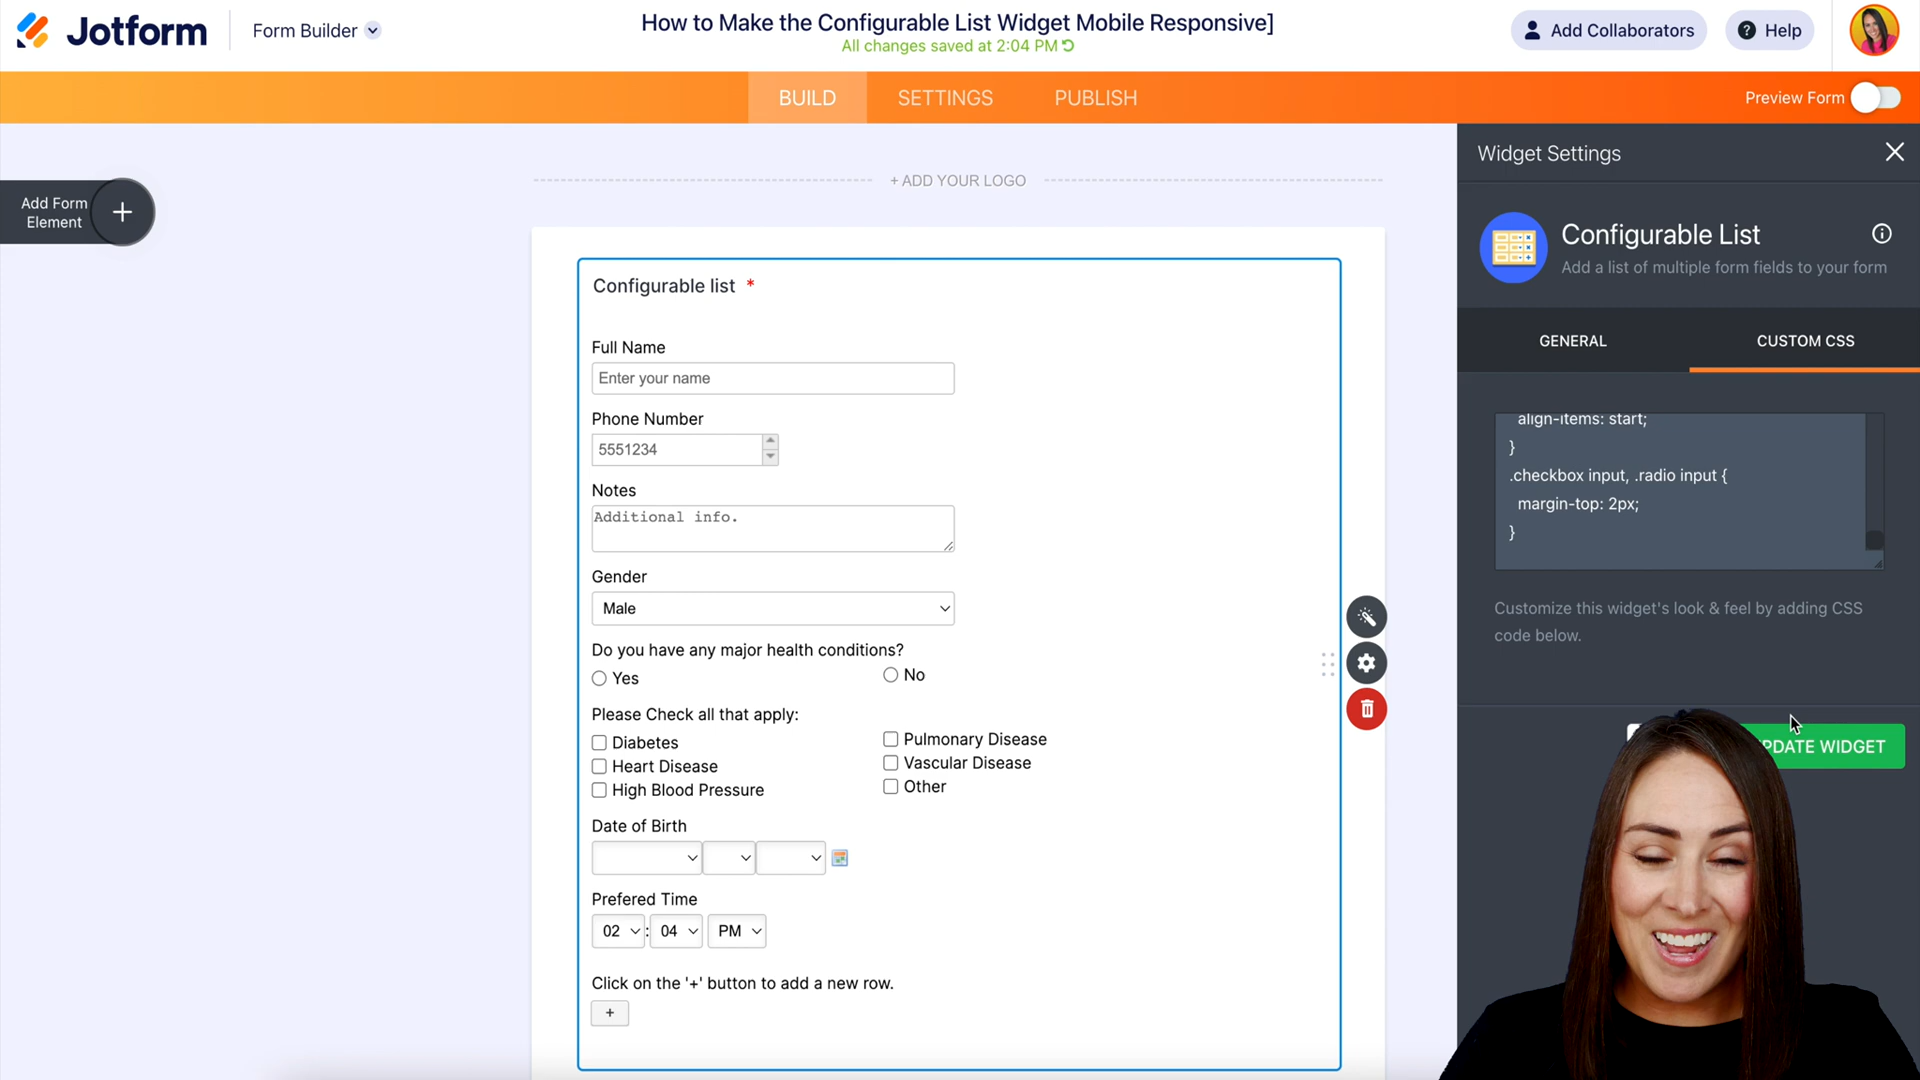 Jotform
Form Builder
How to Make the Configurable List Widget Mobile Responsive]
All changes saved at 2:04 PM
Add Collaborators
Help
BUILD
SETTINGS
PUBLISH
Preview Form
Add Form
Element
+ ADD YOUR LOGO
Configurable list *
Full Name
Enter your name
Phone Number
5551234
Notes
Additional info.
Gender
Male
Do you have any major health conditions?
Yes
No
Please Check all that apply:
Diabetes
Pulmonary Disease
Heart Disease
Vascular Disease
High Blood Pressure
Other
Date of Birth
Prefered Time
02 : 04 PM
Click on the '+' button to add a new row.
+
Widget Settings
Configurable List
Add a list of multiple form fields to your form
GENERAL
CUSTOM CSS
align-items: start;
}
.checkbox input, .radio input {
margin-top: 2px;
}
Customize this widget's look & feel by adding CSS
code below.
WIDGET